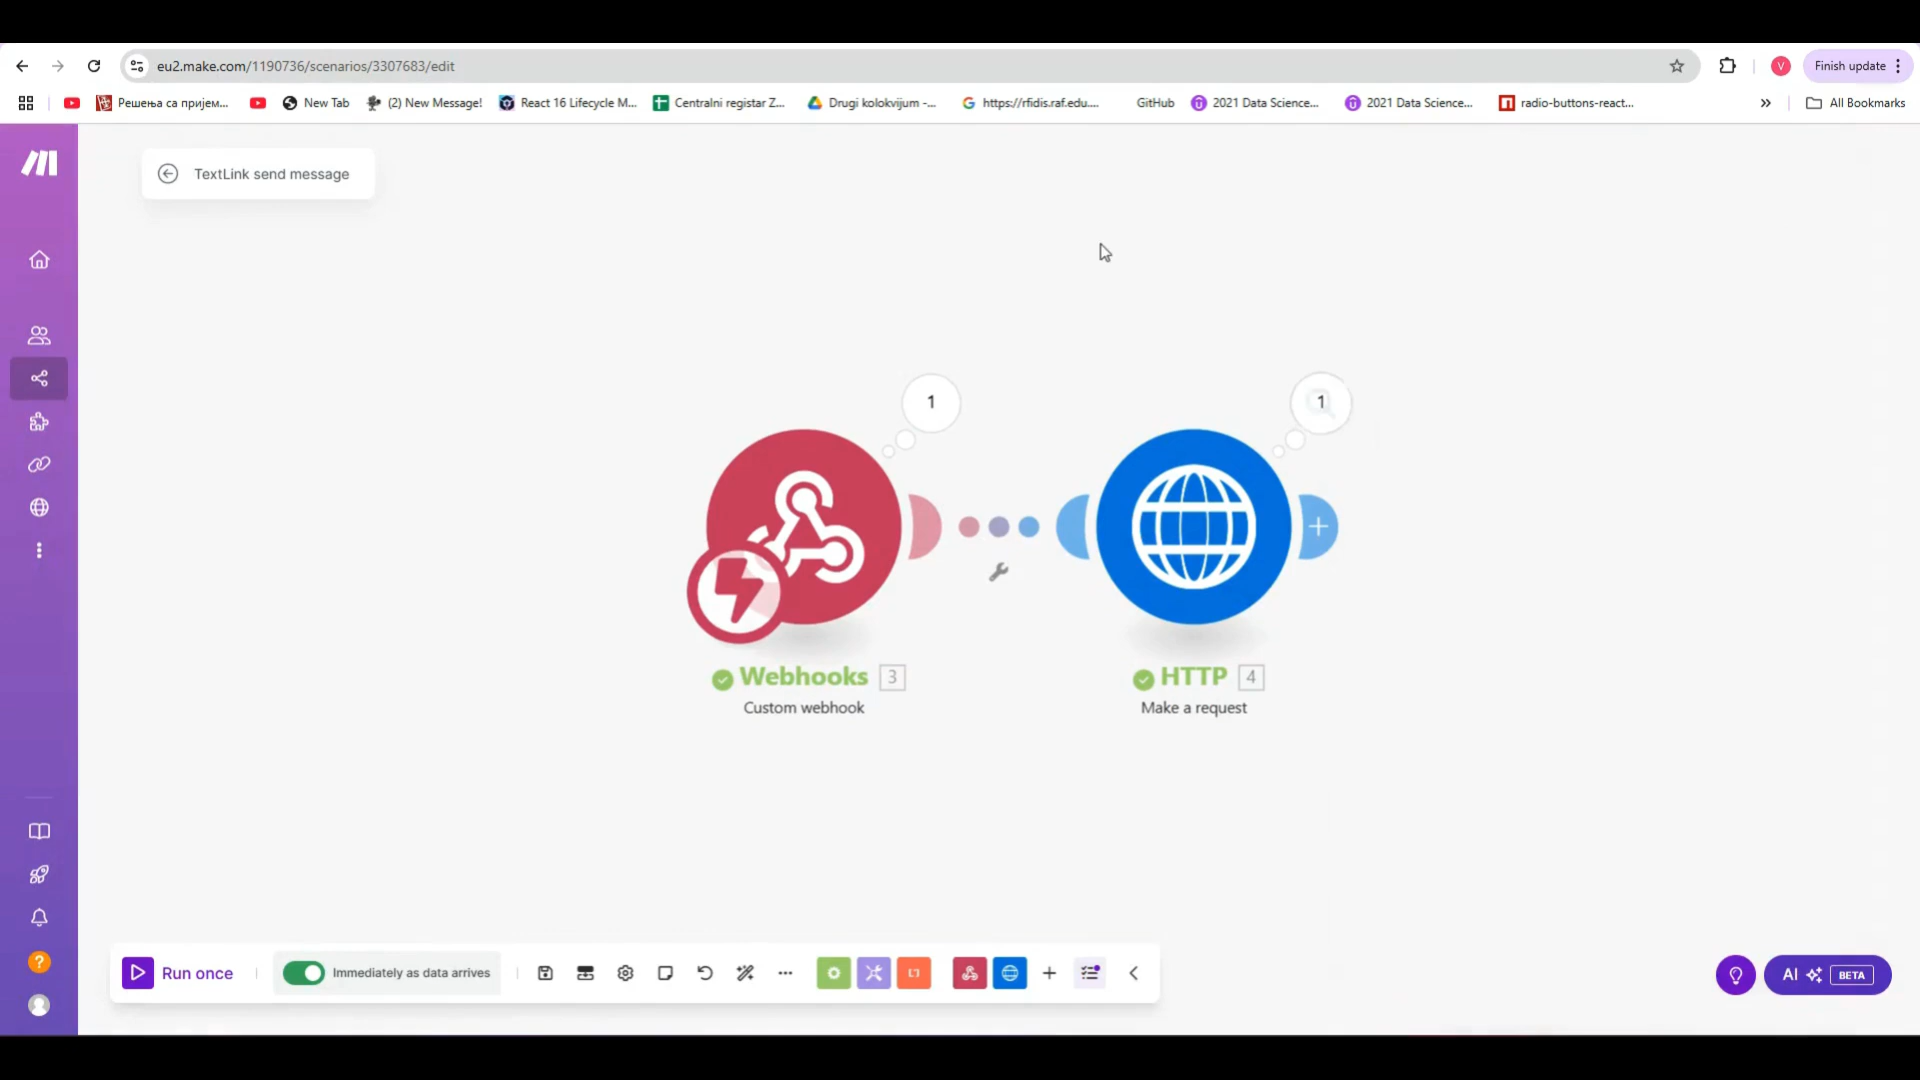 eu2.make.com/1190736/scenarios/3307683/edit
V
Finish update
Решења са пријем...
New Tab
(2) New Message!
React 16 Lifecycle M...
Centralni registar Z...
Drugi kolokvijum -...
https://rfidis.raf.edu....
GitHub
2021 Data Science...
2021 Data Science...
radio-buttons-react...
»
All Bookmarks
TextLink send message
1
1
Webhooks 3
HTTP 4
Custom webhook
Make a request
?
Run once
Immediately as data arrives
AI BETA